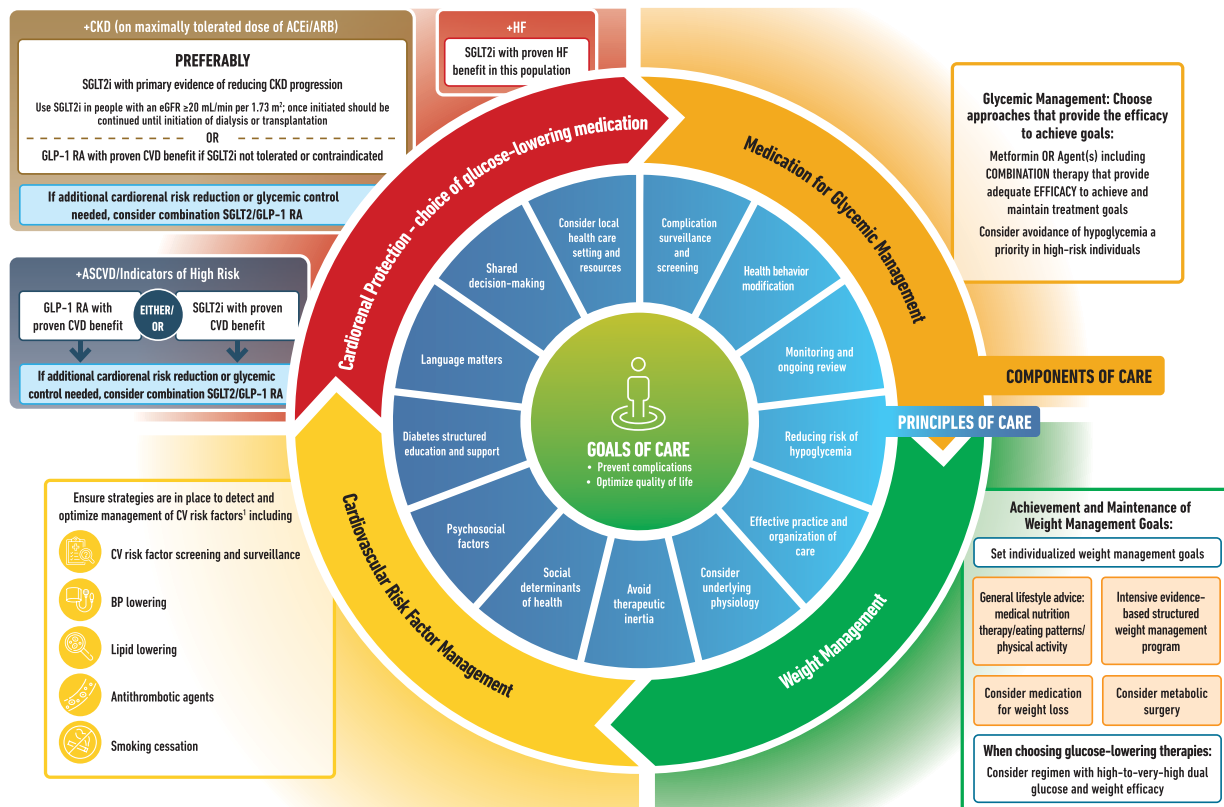 +CKD (on maximally tolerated dose of ACEi/ARB)
PREFERABLY
SGLT2i with primary evidence of reducing CKD progression
Use SGLT2i in people with an eGFR ≥20 mL/min per 1.73 m²; once initiated should be
continued until initiation of dialysis or transplantation
OR
GLP-1 RA with proven CVD benefit if SGLT2i not tolerated or contraindicated
If additional cardiorenal risk reduction or glycemic control
needed, consider combination SGLT2/GLP-1 RA
+HF
SGLT2i with proven HF
benefit in this population
+ASCVD/Indicators of High Risk
GLP-1 RA with
proven CVD benefit
EITHER/
OR
SGLT2i with proven
CVD benefit
If additional cardiorenal risk reduction or glycemic
control needed, consider combination SGLT2/GLP-1 RA
Cardiorenal Protection - choice of glucose-lowering medication
Medication for Glycemic Management
Weight Management
Cardiovascular Risk Factor Management
Glycemic Management: Choose
approaches that provide the efficacy
to achieve goals:
Metformin OR Agent(s) including
COMBINATION therapy that provide
adequate EFFICACY to achieve and
maintain treatment goals
Consider avoidance of hypoglycemia a
priority in high-risk individuals
COMPONENTS OF CARE
PRINCIPLES OF CARE
Consider local
health care
setting and
resources
Complication
surveillance
and
screening
Health behavior
modification
Monitoring and
ongoing review
Reducing risk of
hypoglycemia
Effective practice and
organization of
care
Consider
underlying
physiology
Avoid
therapeutic
inertia
Social
determinants
of health
Psychosocial
factors
Diabetes structured
education and support
Language matters
Shared
decision-making
GOALS OF CARE
• Prevent complications
• Optimize quality of life
Ensure strategies are in place to detect and
optimize management of CV risk factors¹ including
CV risk factor screening and surveillance
BP lowering
Lipid lowering
Antithrombotic agents
Smoking cessation
Achievement and Maintenance of
Weight Management Goals:
Set individualized weight management goals
General lifestyle advice:
medical nutrition
therapy/eating patterns/
physical activity
Intensive evidence-
based structured
weight management
program
Consider medication
for weight loss
Consider metabolic
surgery
When choosing glucose-lowering therapies:
Consider regimen with high-to-very-high dual
glucose and weight efficacy